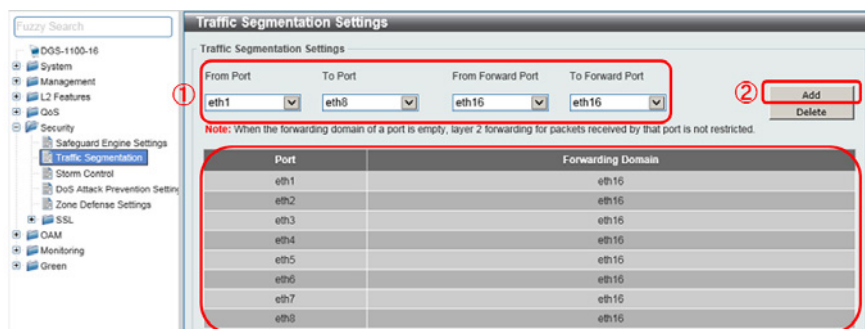 Fuzzy Search
DGS-1100-16
System
Management
L2 Features
QoS
Security
Safeguard Engine Settings
Traffic Segmentation
Storm Control
DoS Attack Prevention Setting
Zone Defense Settings
SSL
OAM
Monitoring
Green
Traffic Segmentation Settings
Traffic Segmentation Settings
From Port To Port From Forward Port To Forward Port
① eth1 eth8 eth16 eth16 ② Add
Delete
Note: When the forwarding domain of a port is empty, layer 2 forwarding for packets received by that port is not restricted.
Port Forwarding Domain
eth1 eth16
eth2 eth16
eth3 eth16
eth4 eth16
eth5 eth16
eth6 eth16
eth7 eth16
eth8 eth16